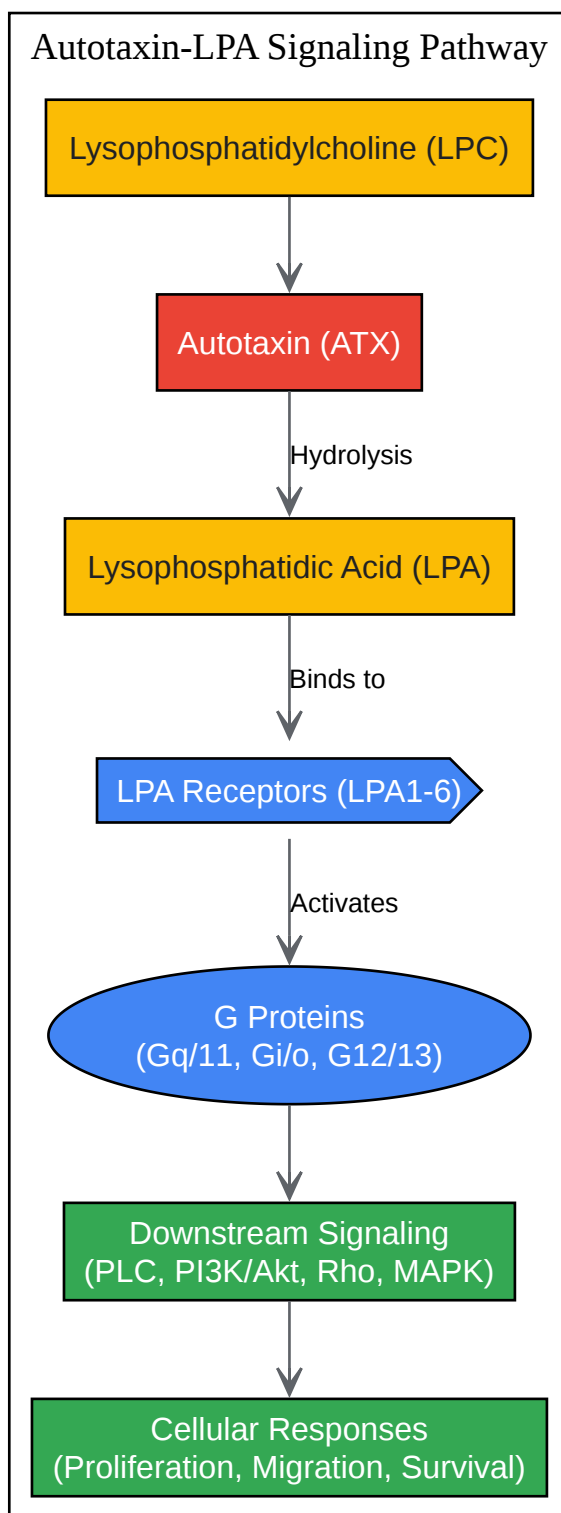 Autotaxin-LPA Signaling Pathway
Lysophosphatidylcholine (LPC)
Autotaxin (ATX)
Hydrolysis
Lysophosphatidic Acid (LPA)
Binds to
LPA Receptors (LPA1-6)
Activates
G Proteins
(Gq/11, Gi/o, G12/13)
Downstream Signaling
(PLC, PI3K/Akt, Rho, MAPK)
Cellular Responses
(Proliferation, Migration, Survival)